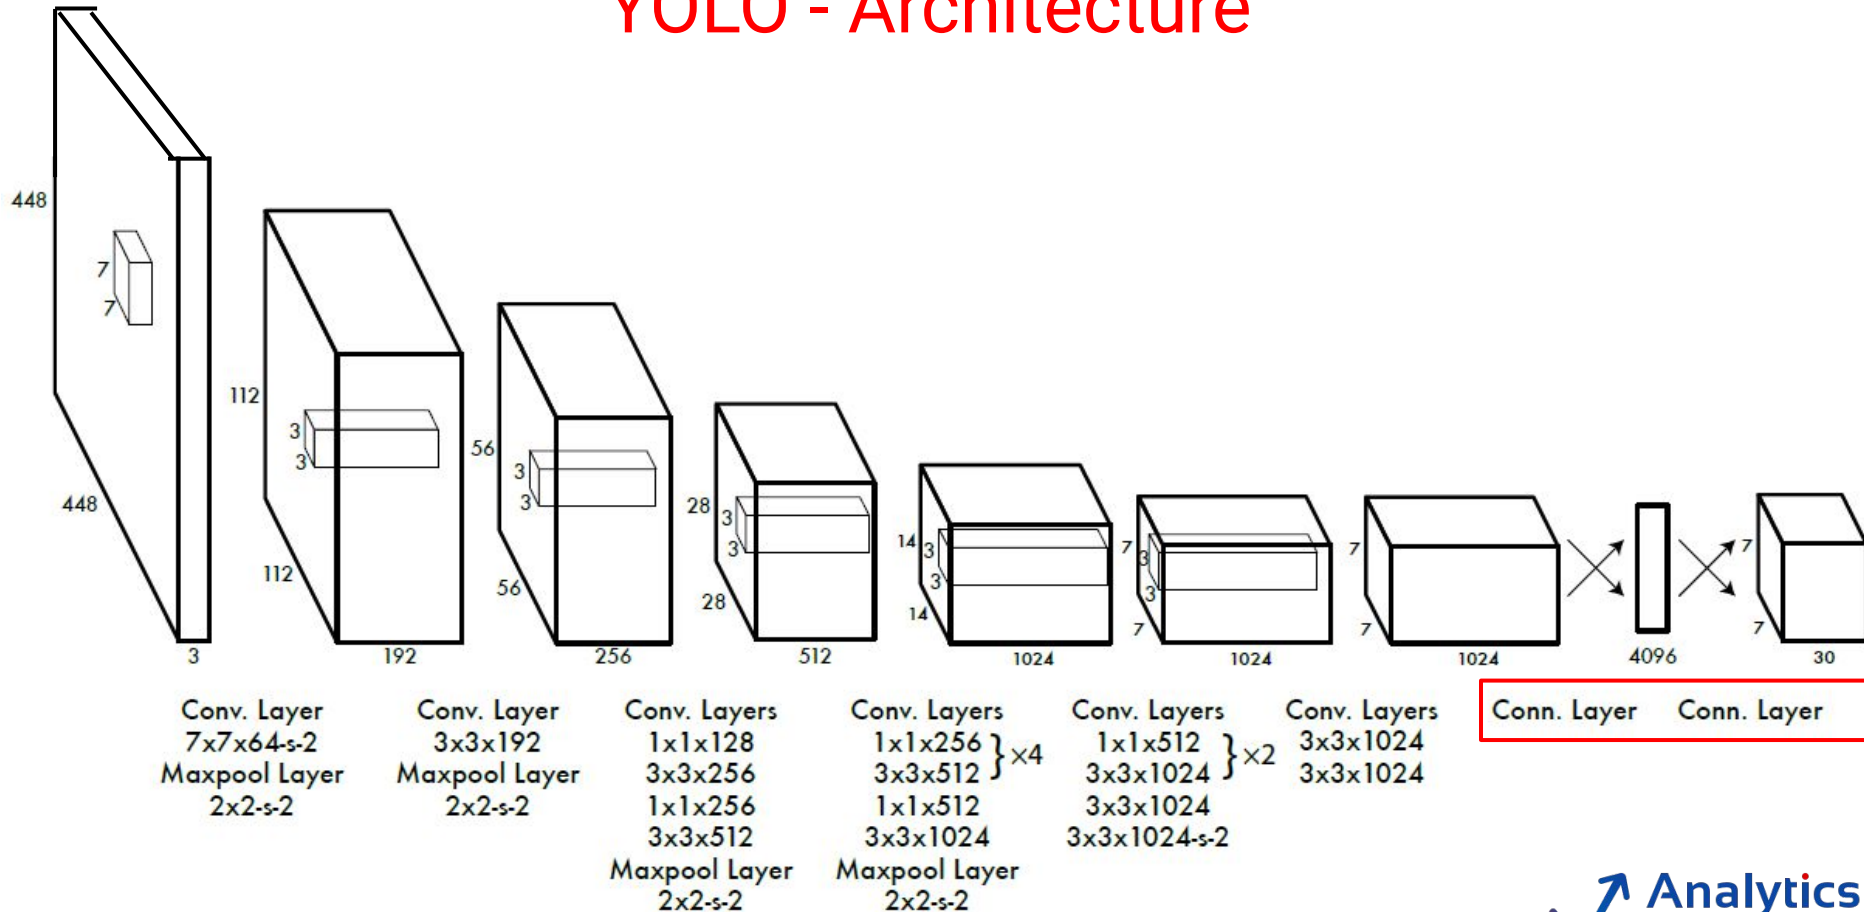 YOLO - Architecture
448
448
7
7
3
112
112
3
3
192
56
56
3
3
256
28
28
3
3
512
14
14
3
3
1024
7
7
3
3
1024
7
7
1024
4096
7
7
30
Conv. Layer
7x7x64-s-2
Maxpool Layer
2x2-s-2
Conv. Layer
3x3x192
Maxpool Layer
2x2-s-2
Conv. Layers
1x1x128
3x3x256
1x1x256
3x3x512
Maxpool Layer
2x2-s-2
Conv. Layers
1x1x256
3x3x512 }×4
1x1x512
3x3x1024
Maxpool Layer
2x2-s-2
Conv. Layers
1x1x512
3x3x1024 }×2
3x3x1024
3x3x1024-s-2
Conv. Layers
3x3x1024
3x3x1024
Conn. Layer
Conn. Layer
Analytics